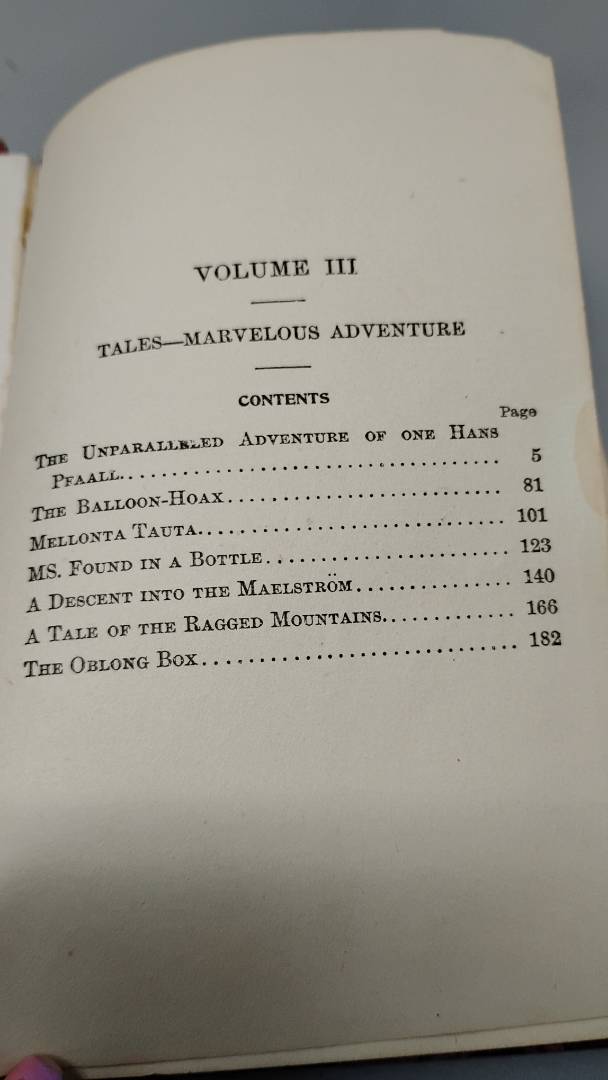 VOLUME III
TALES—MARVELOUS ADVENTURE
CONTENTS
Page
THE UNPARALLELED ADVENTURE OF ONE HANS
PFAALL.................................... 5
THE BALLOON-HOAX........................... 81
MELLONTA TAUTA............................. 101
MS. FOUND IN A BOTTLE...................... 123
A DESCENT INTO THE MAELSTRÖM............... 140
A TALE OF THE RAGGED MOUNTAINS............. 166
THE OBLONG BOX............................. 182